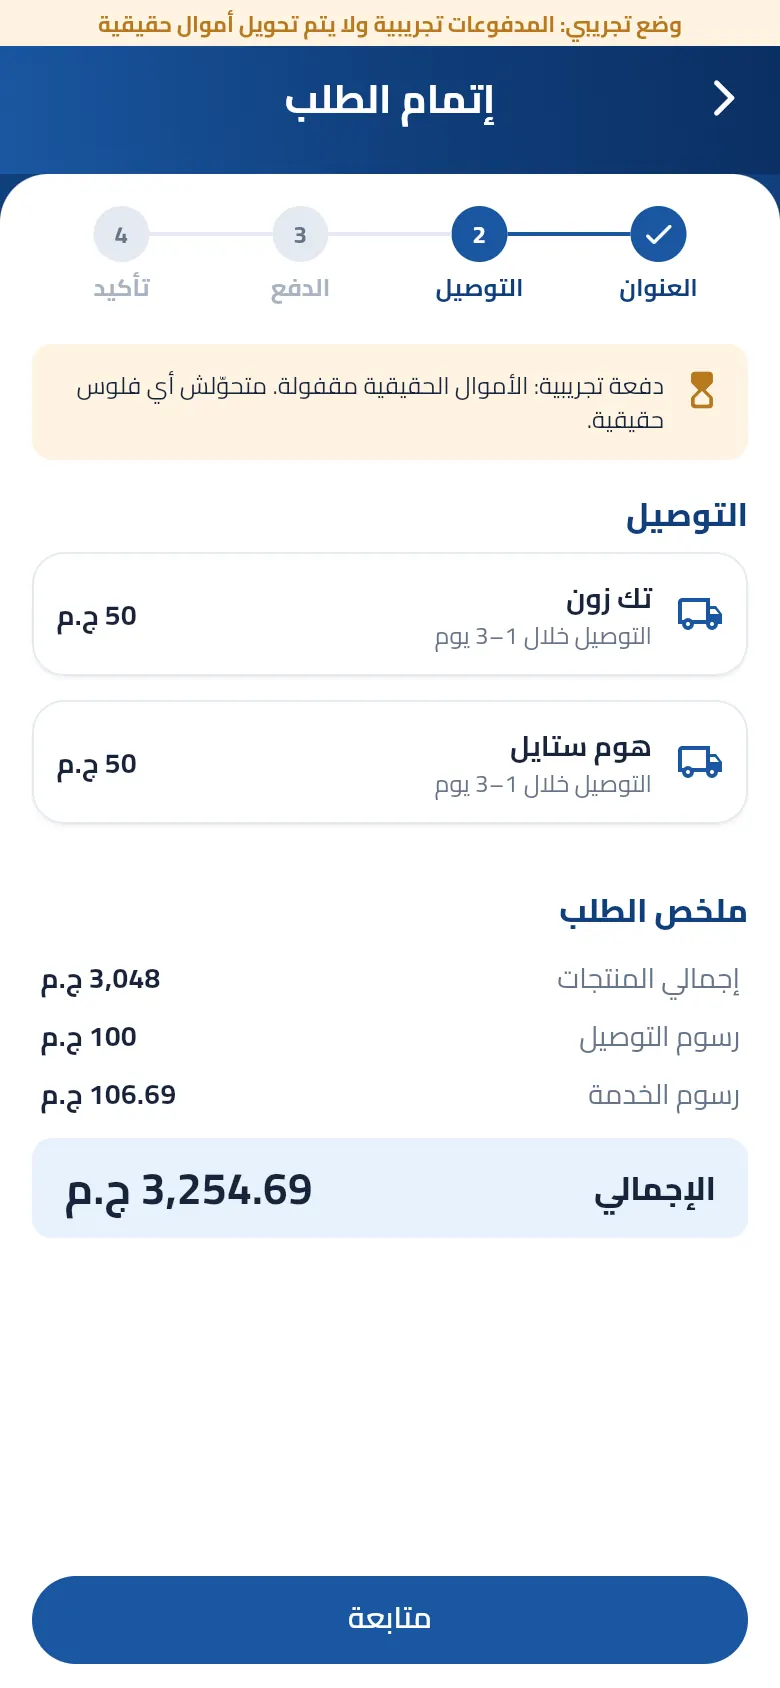 وضع تجريبي: المدفوعات تجريبية ولا يتم تحويل أموال حقيقية
إتمام الطلب
2 3 4
العنوان التوصيل الدفع تأكيد
دفعة تجريبية: الأموال الحقيقية مقفولة. متحوّلش أي فلوس
حقيقية.
التوصيل
تك زون
50 ج.م
التوصيل خلال 1–3 يوم
هوم ستايل
50 ج.م
التوصيل خلال 1–3 يوم
ملخص الطلب
إجمالي المنتجات 3,048 ج.م
رسوم التوصيل 100 ج.م
رسوم الخدمة 106.69 ج.م
الإجمالي 3,254.69 ج.م
متابعة